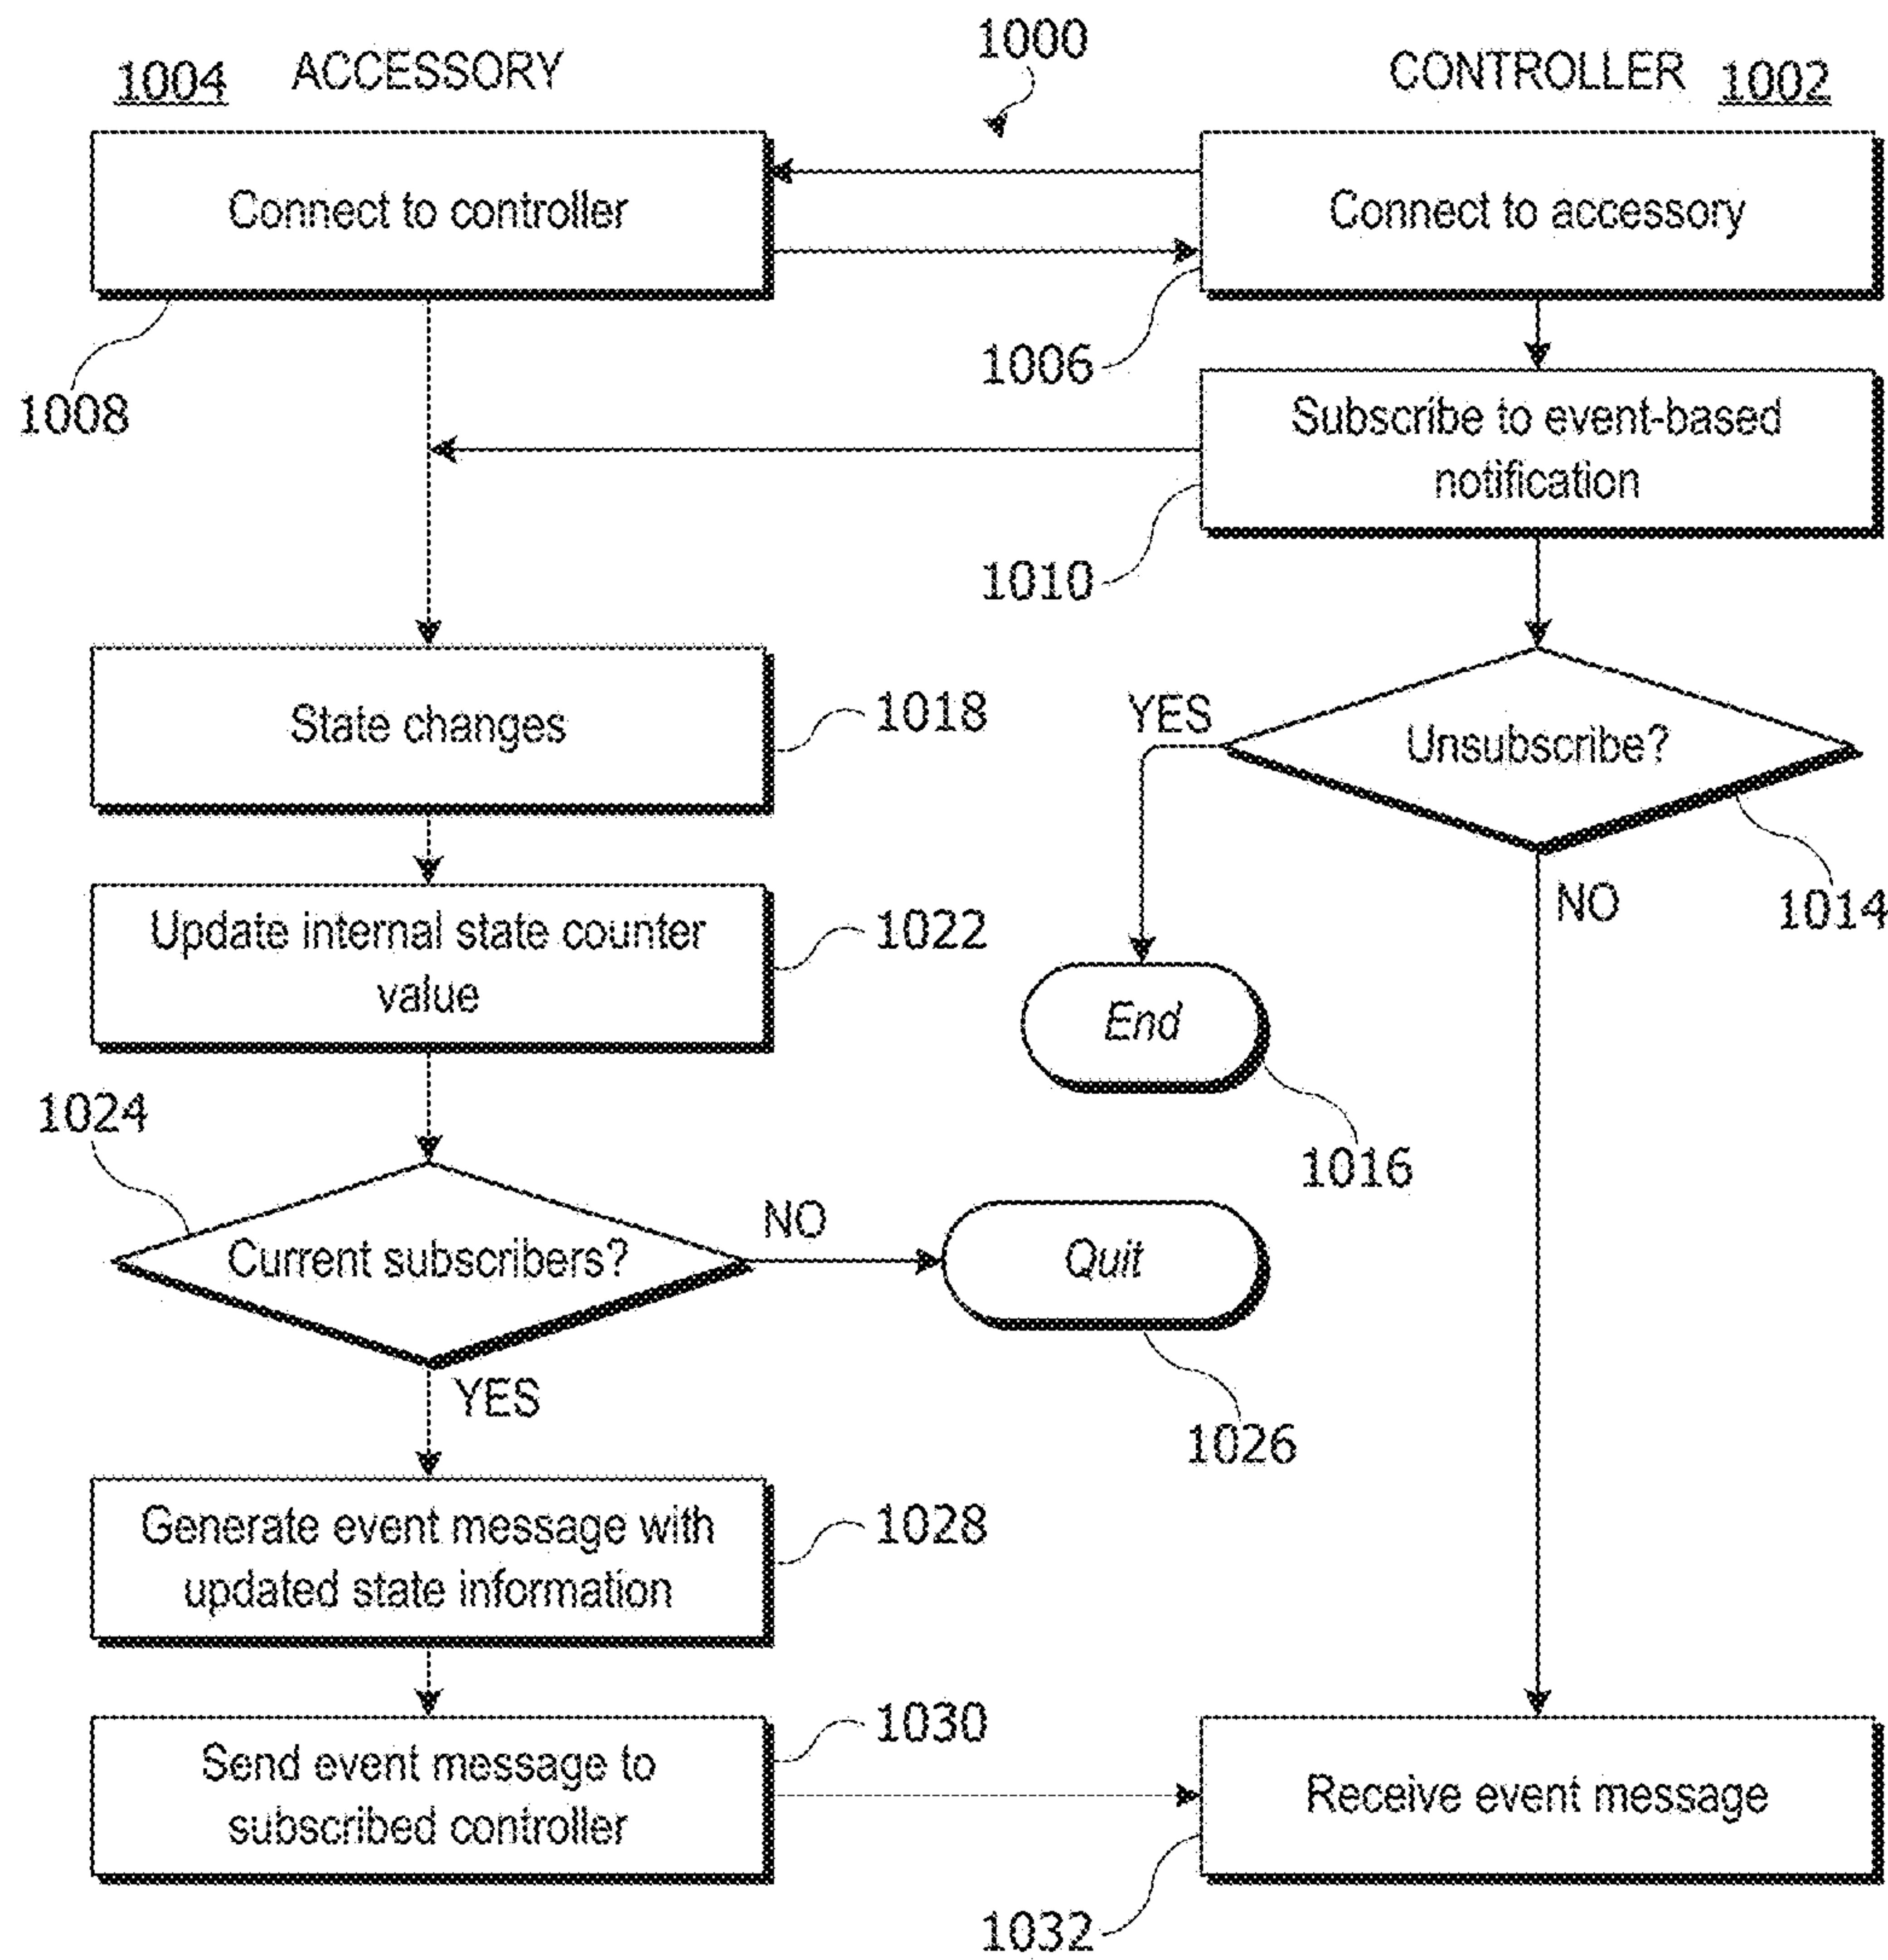 1000
1004 ACCESSORY
CONTROLLER 1002
Connect to controller
Connect to accessory
1006
1008
Subscribe to event-based
notification
1010
State changes
1018
YES
Unsubscribe?
NO
1014
Update internal state counter
value
1022
End
1016
1024
Current subscribers?
NO
Quit
1026
YES
Generate event message with
updated state information
1028
Send event message to
subscribed controller
1030
Receive event message
1032